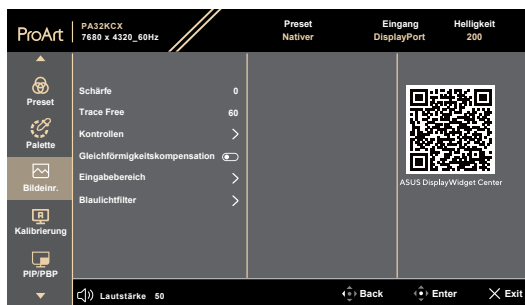 ProArt
PA32KCX
7680 x 4320_60Hz
Preset
Nativer
Eingang
DisplayPort
Helligkeit
200
Preset
Palette
Bildeinr.
Kalibrierung
PIP/PBP
Schärfe 0
Trace Free 60
Kontrollen
Gleichförmigkeitskompensation
Eingabebereich
Blaulichtfilter
ASUS DisplayWidget Center
Lautstärke 50
Back
Enter
Exit